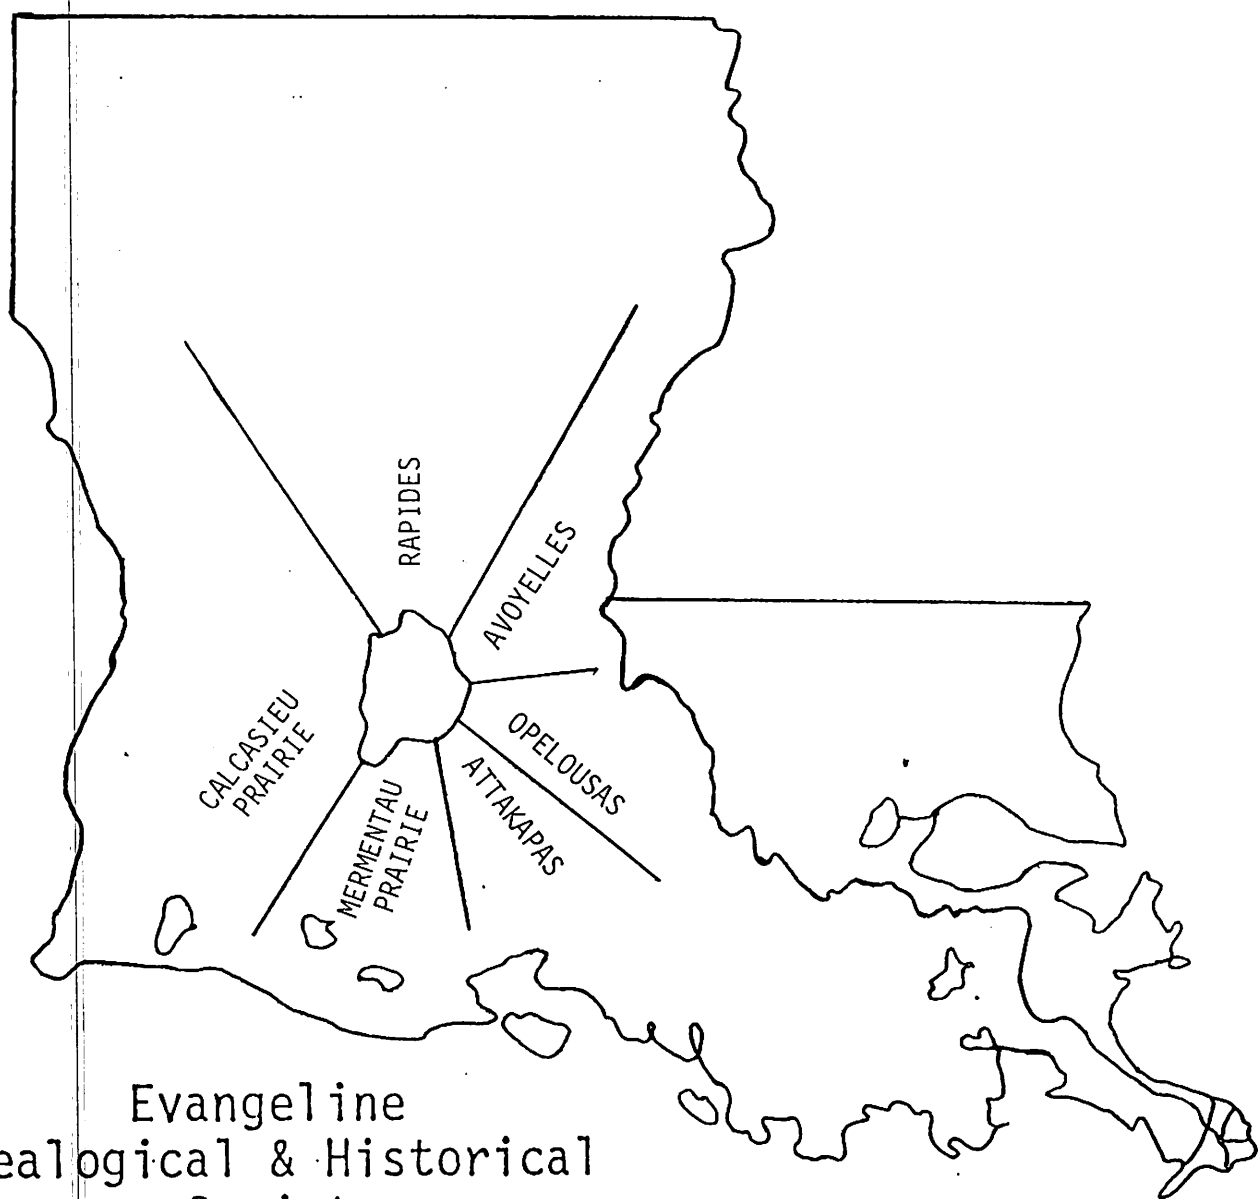 RAPIDES
AVOYELLES
OPELOUSAS
ATTAKAPAS
MERMENTAU
PRAIRIE
CALCASIEU
PRAIRIE
Evangeline
ealogical & Historical